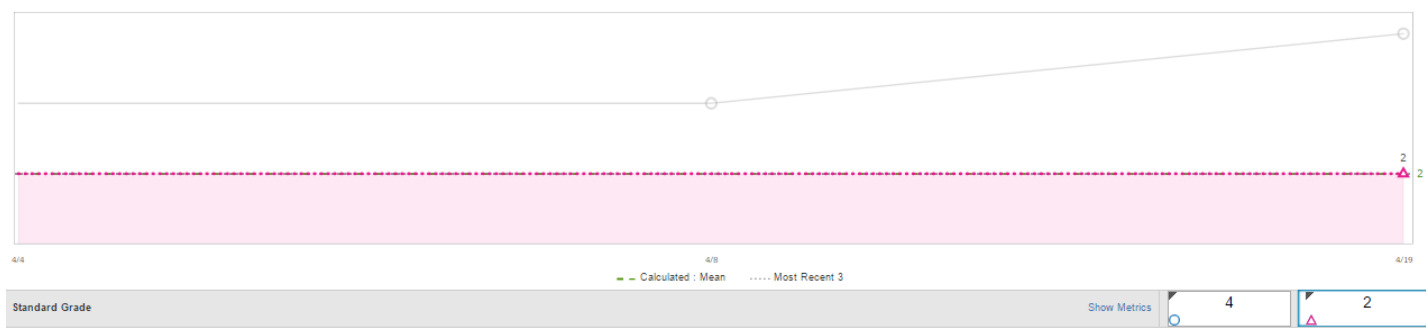 2
2
4/4 4/8 4/19
Calculated : Mean Most Recent 3
Standard Grade Show Metrics 4 2